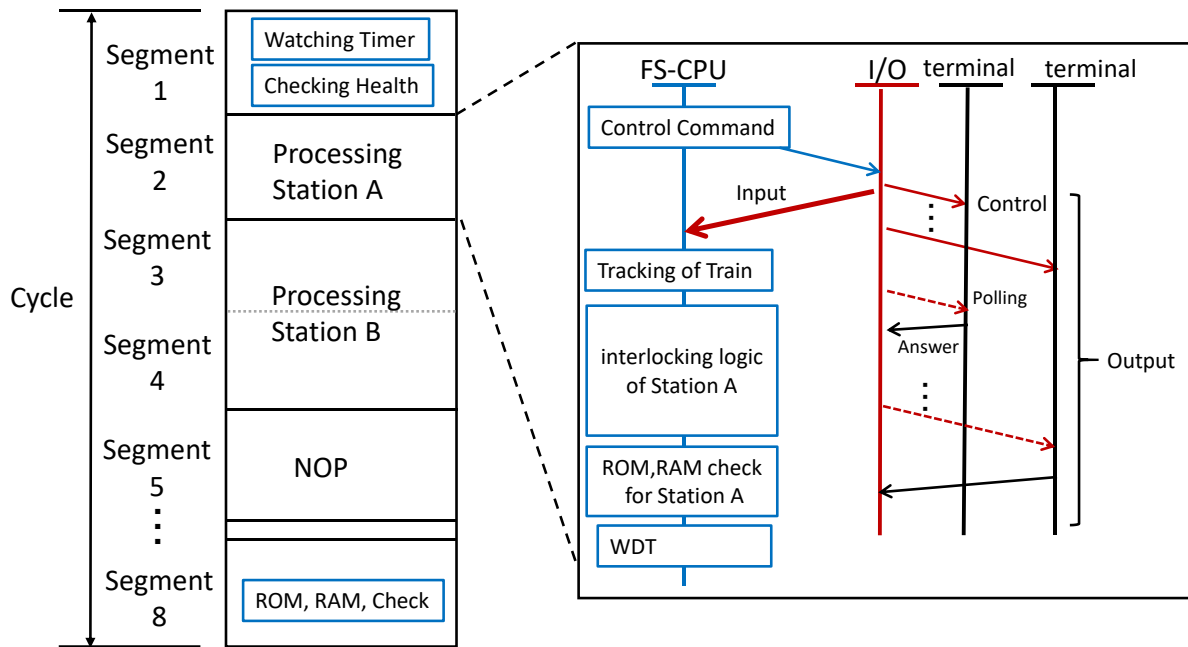 Cycle
Segment
1
Segment
2
Segment
3
Segment
4
Segment
5
Segment
8
Watching Timer
Checking Health
Processing
Station A
Processing
Station B
NOP
ROM, RAM, Check
FS-CPU
I/O
terminal
terminal
Control Command
Input
Control
Tracking of Train
Polling
Answer
interlocking logic
of Station A
Output
ROM,RAM check
for Station A
WDT